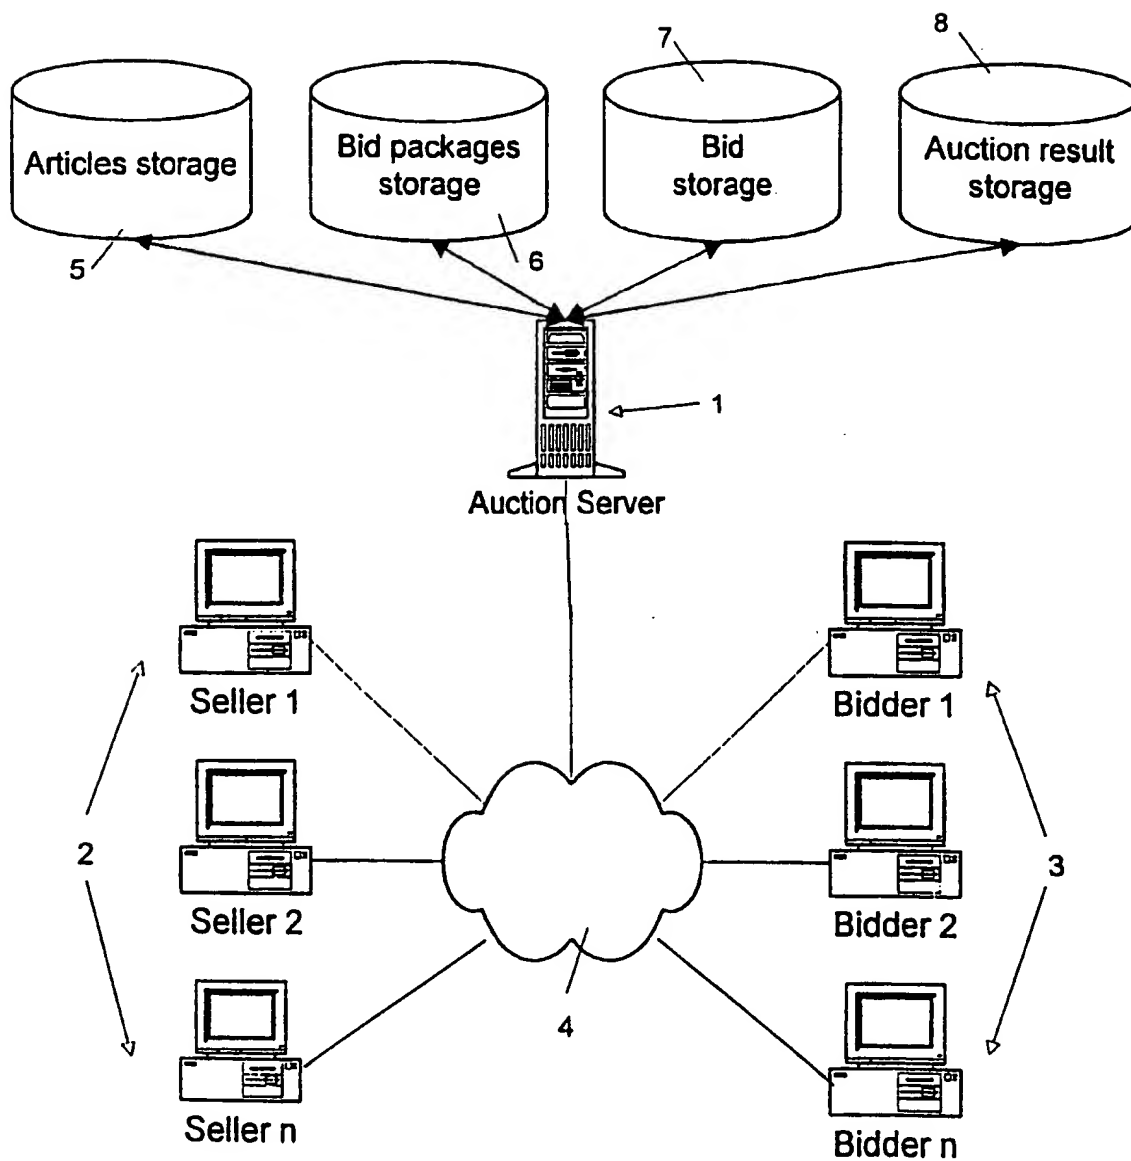 7
8
Articles storage
Bid packages
storage
Bid
storage
Auction result
storage
5
6
1
Auction Server
Seller 1
Bidder 1
2
3
Seller 2
Bidder 2
4
Seller n
Bidder n